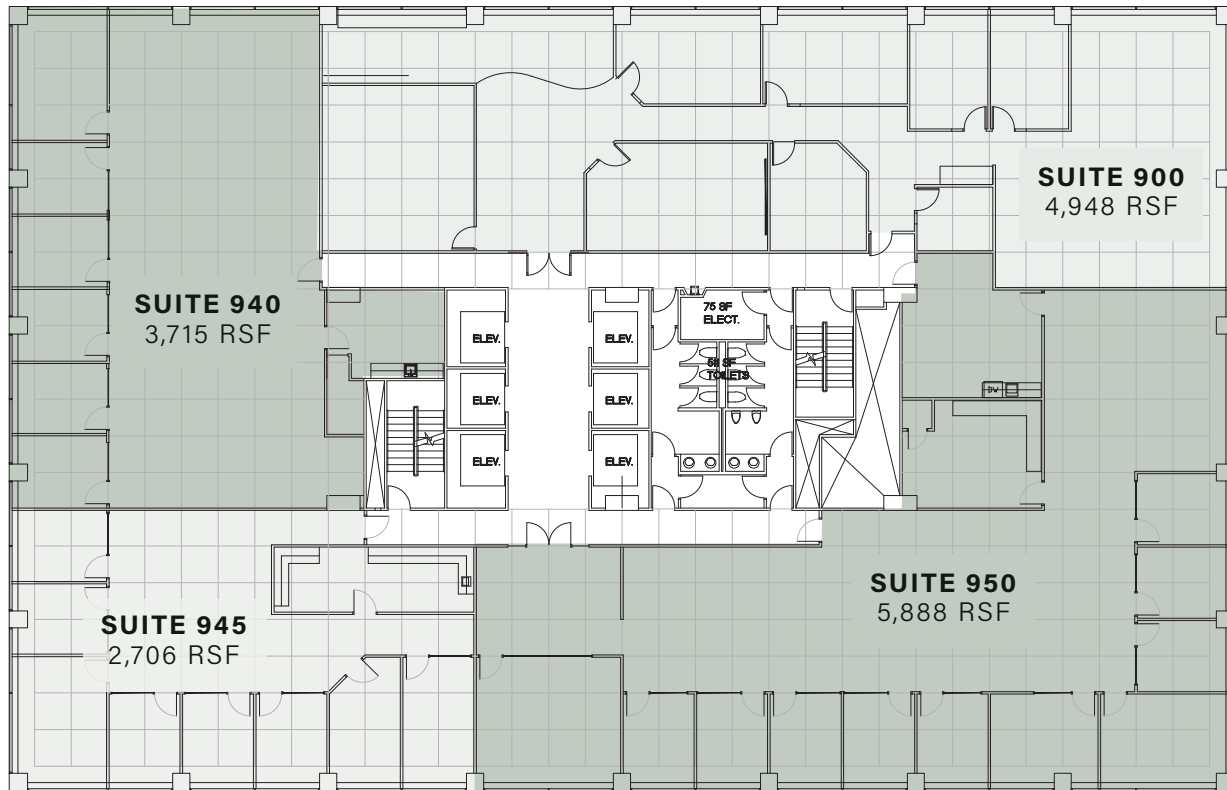 SUITE 900
4,948 RSF
SUITE 940
3,715 RSF
75 SF
ELECT.
ELEV.
ELEV.
TOILETS
ELEV.
ELEV.
DW
ELEV.
ELEV.
SUITE 950
5,888 RSF
SUITE 945
2,706 RSF